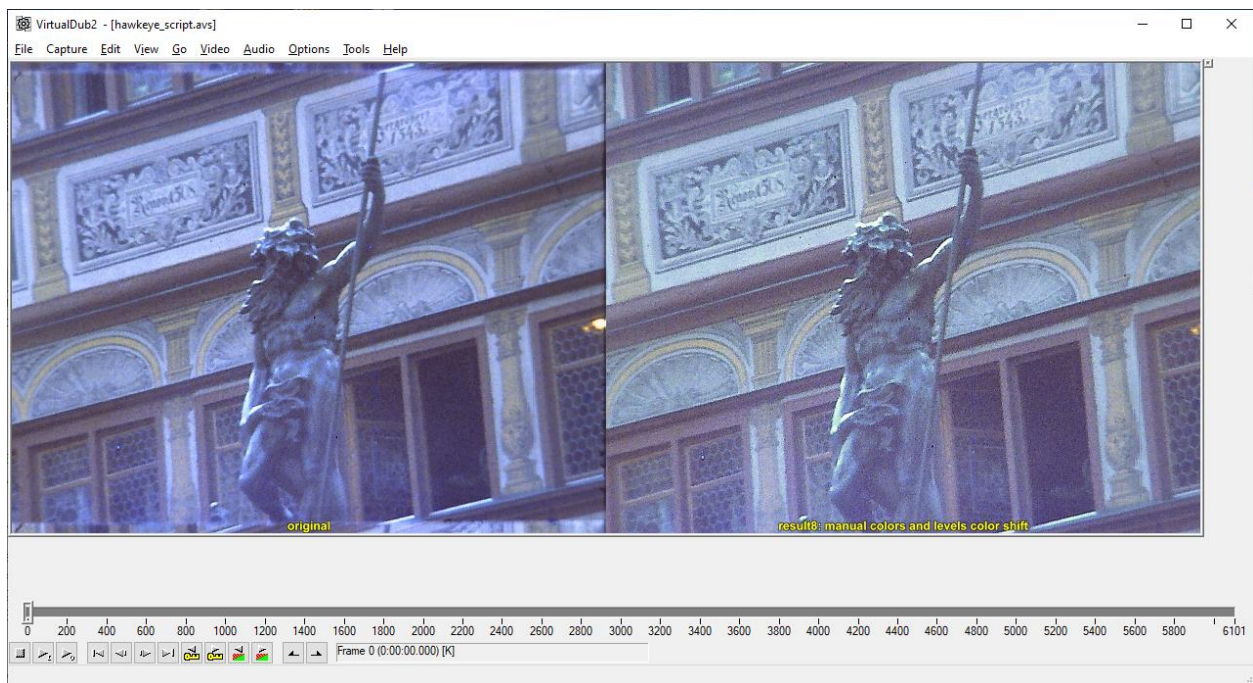 VirtualDub2 - [hawkeye_script.avs]
File Capture Edit View Go Video Audio Options Tools Help
1543.
1543.
original
result8: manual colors and levels color shift
0 200 400 600 800 1000 1200 1400 1600 1800 2000 2200 2400 2600 2800 3000 3200 3400 3600 3800 4000 4200 4400 4600 4800 5000 5200 5400 5600 5800 6101
Frame 0 (0:00:00.000) [K]